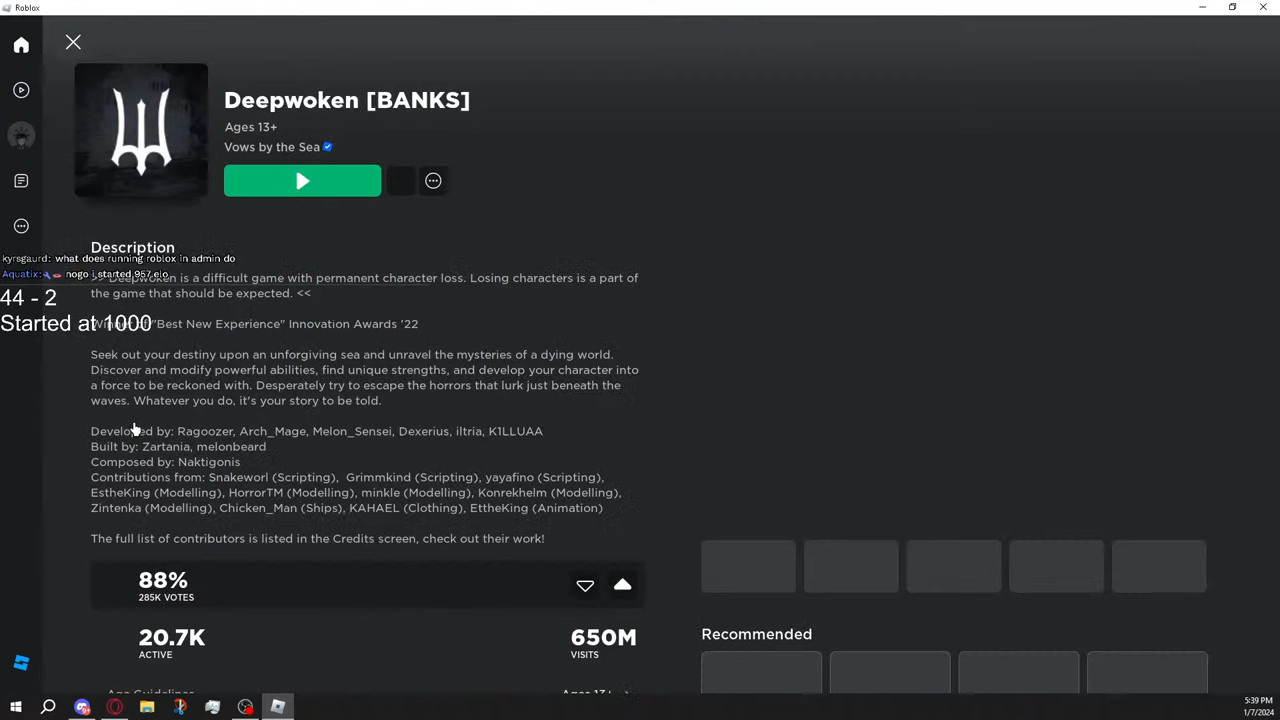 Roblox
Deepwoken [BANKS]
Ages 13+
Vows by the Sea
Description
kyrsgaurd: what does running roblox in admin do
Aquatix: nogo i started 957 elo
>> Deepwoken is a difficult game with permanent character loss. Losing characters is a part of
the game that should be expected. <<
44 - 2
Started at 1000
"Best New Experience" Innovation Awards '22
Seek out your destiny upon an unforgiving sea and unravel the mysteries of a dying world.
Discover and modify powerful abilities, find unique strengths, and develop your character into
a force to be reckoned with. Desperately try to escape the horrors that lurk just beneath the
waves. Whatever you do, it's your story to be told.
Developed by: Ragoozer, Arch_Mage, Melon_Sensei, Dexerius, iltria, K1LLUAA
Built by: Zartania, melonbeard
Composed by: Naktigonis
Contributions from: Snakeworl (Scripting), Grimmkind (Scripting), yayafino (Scripting),
EstheKing (Modelling), HorrorTM (Modelling), minkle (Modelling), Konrekhelm (Modelling),
Zintenka (Modelling), Chicken_Man (Ships), KAHAEL (Clothing), EttheKing (Animation)
The full list of contributors is listed in the Credits screen, check out their work!
88%
285K VOTES
20.7K
ACTIVE
650M
VISITS
Recommended
Age Guidelines
Ages 13+
5:39 PM
1/7/2024